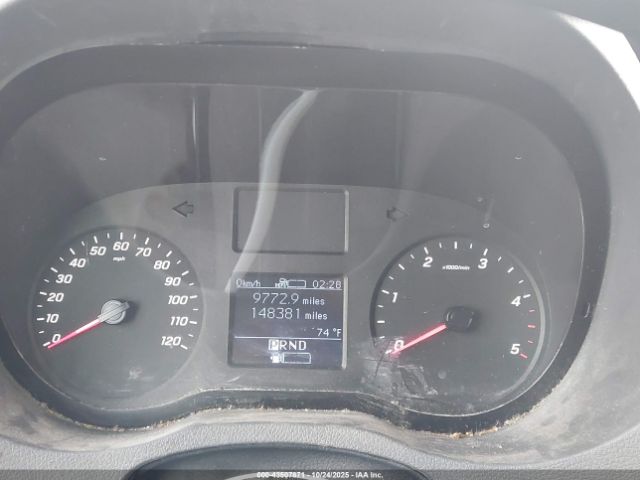 0km/h 02:28
9772.9 miles
148381 miles
74 °F
PRND
0 10 20 30 40 50 60 70 80 90 100 110 120
mph
0 1 2 3 4 5
x1000/min
000-43507871 - 10/24/2025 - IAA Inc.